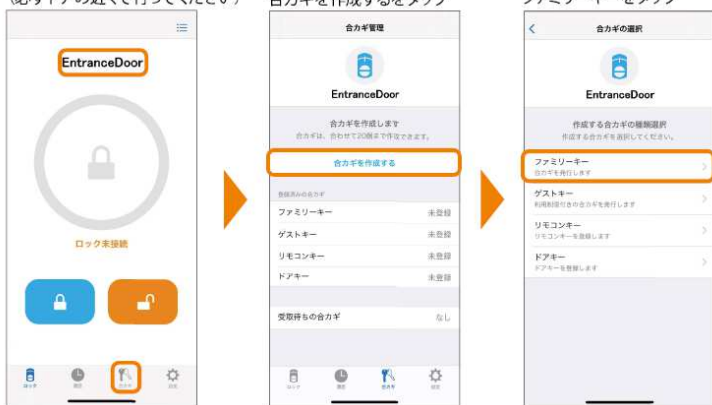 (必ずドアの近くで行ってください)
合カギを作成するをタップ
ファミリーキーをタップ
EntranceDoor
ロック未接続
合カギ管理
EntranceDoor
合カギを作成します
合カギは、合わせて20個まで作成できます。
合カギを作成する
登録済みの合カギ
ファミリーキー 未登録
ゲストキー 未登録
リモコンキー 未登録
ドアキー 未登録
受取待ちの合カギ なし
合カギの選択
EntranceDoor
作成する合カギの種類選択
作成する合カギを選択してください。
ファミリーキー
合カギを発行します
ゲストキー
利用制限付きの合カギを発行します
リモコンキー
リモコンキーを登録します
ドアキー
ドアキーを登録します